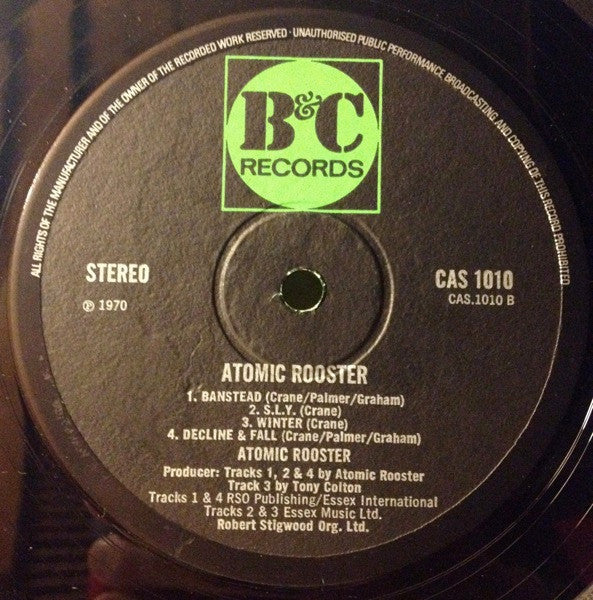 ALL RIGHTS OF THE MANUFACTURER AND OF THE OWNER OF THE RECORDED WORK RESERVED · UNAUTHORISED PUBLIC PERFORMANCE BROADCASTING AND COPYING OF THIS RECORD PROHIBITED
B&C
RECORDS
STEREO
℗ 1970
CAS 1010
CAS.1010 B
ATOMIC ROOSTER
1. BANSTEAD (Crane/Palmer/Graham)
2. S.L.Y. (Crane)
3. WINTER (Crane)
4. DECLINE & FALL (Crane/Palmer/Graham)
ATOMIC ROOSTER
Producer: Tracks 1, 2 & 4 by Atomic Rooster
Track 3 by Tony Colton
Tracks 1 & 4 RSO Publishing/Essex International
Tracks 2 & 3 Essex Music Ltd.
Robert Stigwood Org. Ltd.